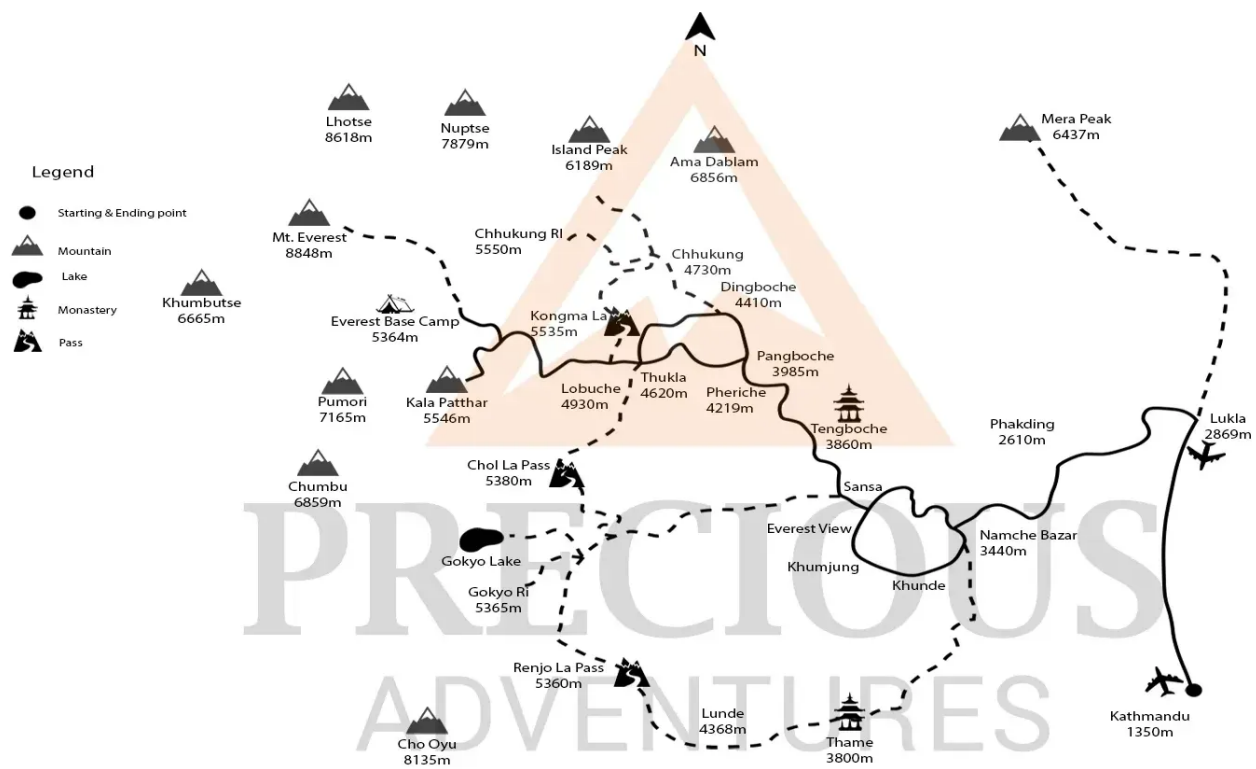 N
Lhotse
8618m
Nuptse
7879m
Island Peak
6189m
Ama Dablam
6856m
Mera Peak
6437m
Legend
Starting & Ending point
Mountain
Lake
Monastery
Pass
Mt. Everest
8848m
Chhukung RI
5550m
Chhukung
4730m
Dingboche
4410m
Khumbutse
6665m
Everest Base Camp
5364m
Kongma La
5535m
Pangboche
3985m
Pumori
7165m
Kala Patthar
5546m
Lobuche
4930m
Thukla
4620m
Pheriche
4219m
Tengboche
3860m
Phakding
2610m
Lukla
2869m
Chumbu
6859m
Chol La Pass
5380m
Sansa
Everest View
Namche Bazar
3440m
Khumjung
Khunde
Gokyo Lake
Gokyo Ri
5365m
PRECIOUS
ADVENTURES
Renjo La Pass
5360m
Lunde
4368m
Thame
3800m
Kathmandu
1350m
Cho Oyu
8135m